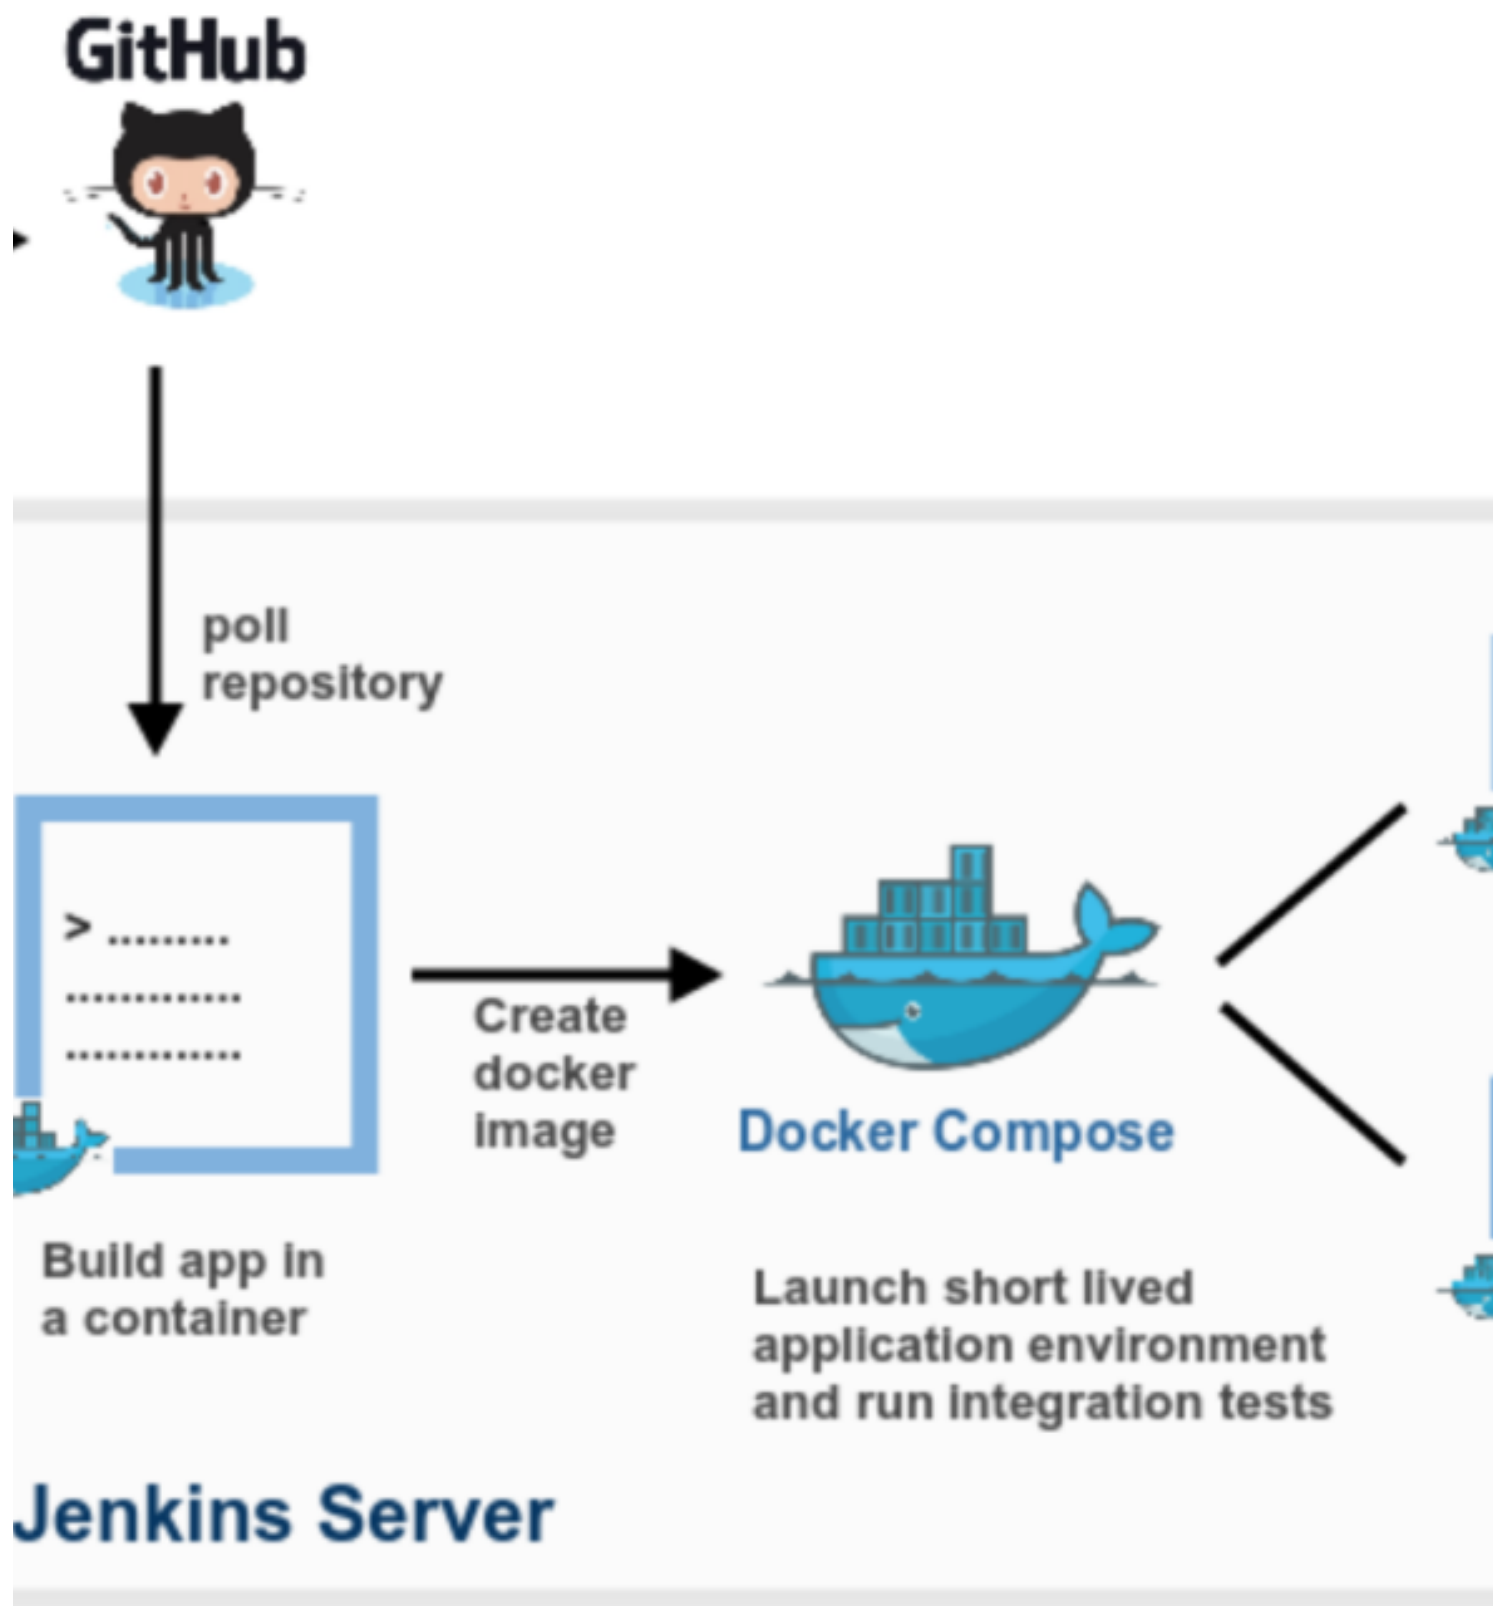 GitHub
poll
repository
> .........
.............
.............
Create
docker
image
Docker Compose
Build app in
a container
Launch short lived
application environment
and run integration tests
Jenkins Server